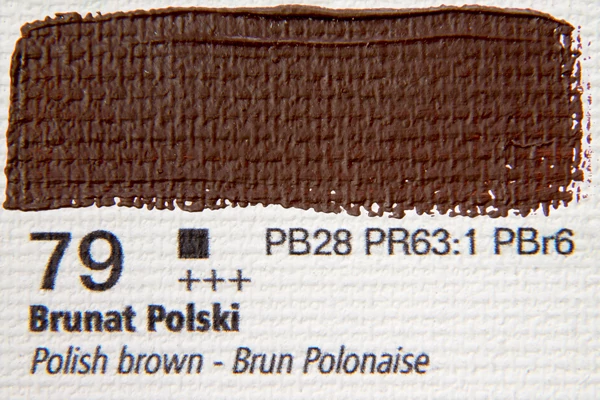 79 ■ PB28 PR63:1 PBr6
+++
Brunat Polski
Polish brown - Brun Polonaise